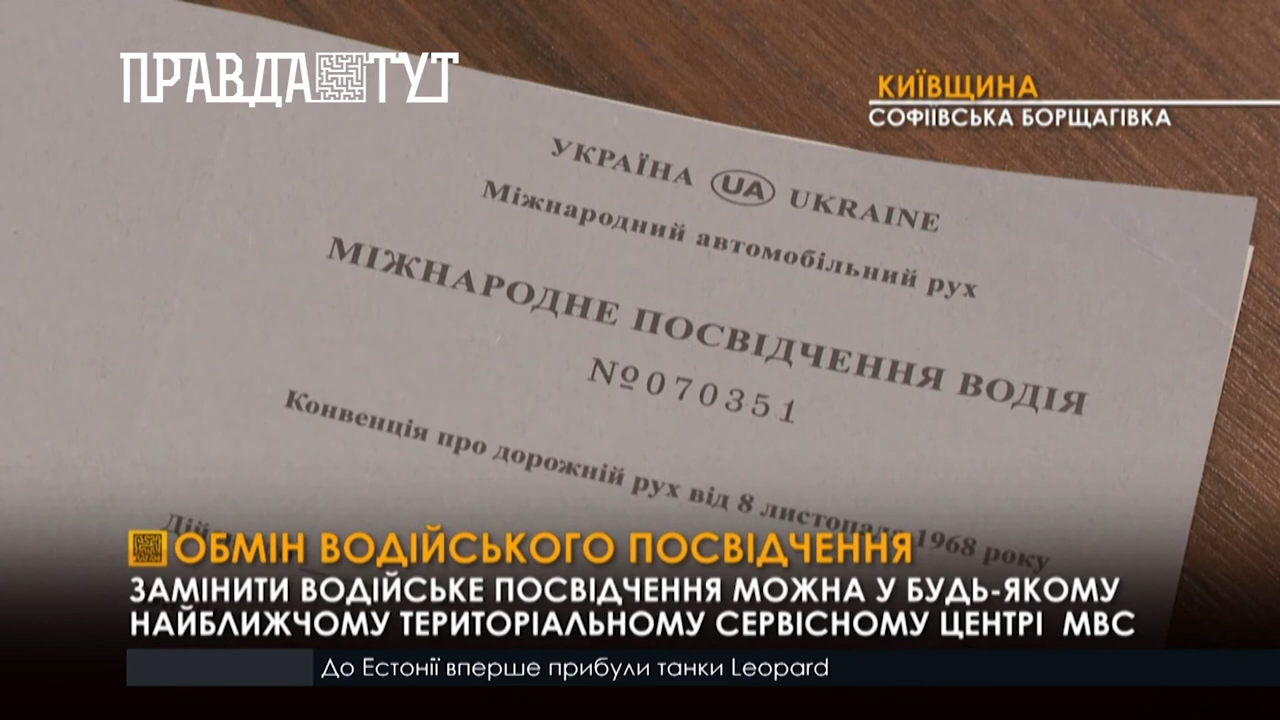 ПРАВДА ТУТ
КИЇВЩИНА
СОФІЇВСЬКА БОРЩАГІВКА
УКРАЇНА UA UKRAINE
Міжнародний автомобільний рух
МІЖНАРОДНЕ ПОСВІДЧЕННЯ ВОДІЯ
№070351
Конвенція про дорожній рух від 8 листопада 1968 року
ОБМІН ВОДІЙСЬКОГО ПОСВІДЧЕННЯ
ЗАМІНИТИ ВОДІЙСЬКЕ ПОСВІДЧЕННЯ МОЖНА У БУДЬ-ЯКОМУ
НАЙБЛИЖЧОМУ ТЕРИТОРІАЛЬНОМУ СЕРВІСНОМУ ЦЕНТРІ МВС
До Естонії вперше прибули танки Leopard